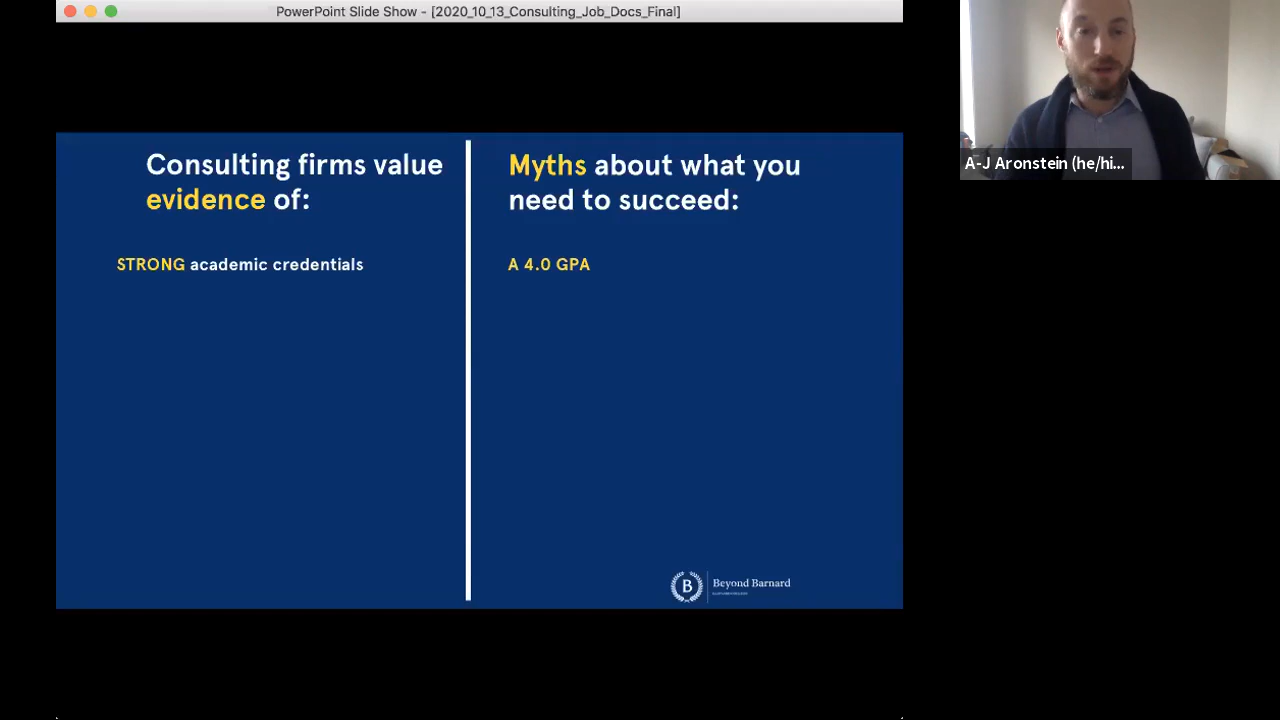 PowerPoint Slide Show - [2020_10_13_Consulting_Job_Docs_Final]
A-J Aronstein (he/hi...
Consulting firms value
evidence of:
STRONG academic credentials
Myths about what you
need to succeed:
A 4.0 GPA
B
Beyond Barnard